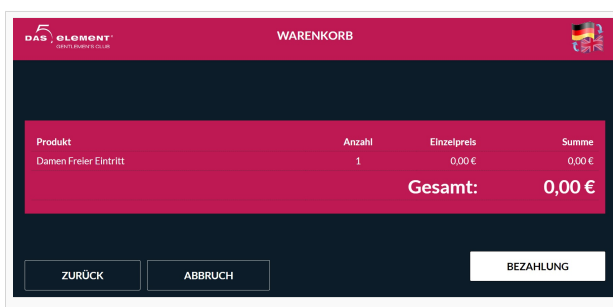 5.
DAS element
GENTLEMEN'S CLUB
WARENKORB
Produkt Anzahl Einzelpreis Summe
Damen Freier Eintritt 1 0,00 € 0,00 €
Gesamt: 0,00 €
ZURÜCK ABBRUCH BEZAHLUNG